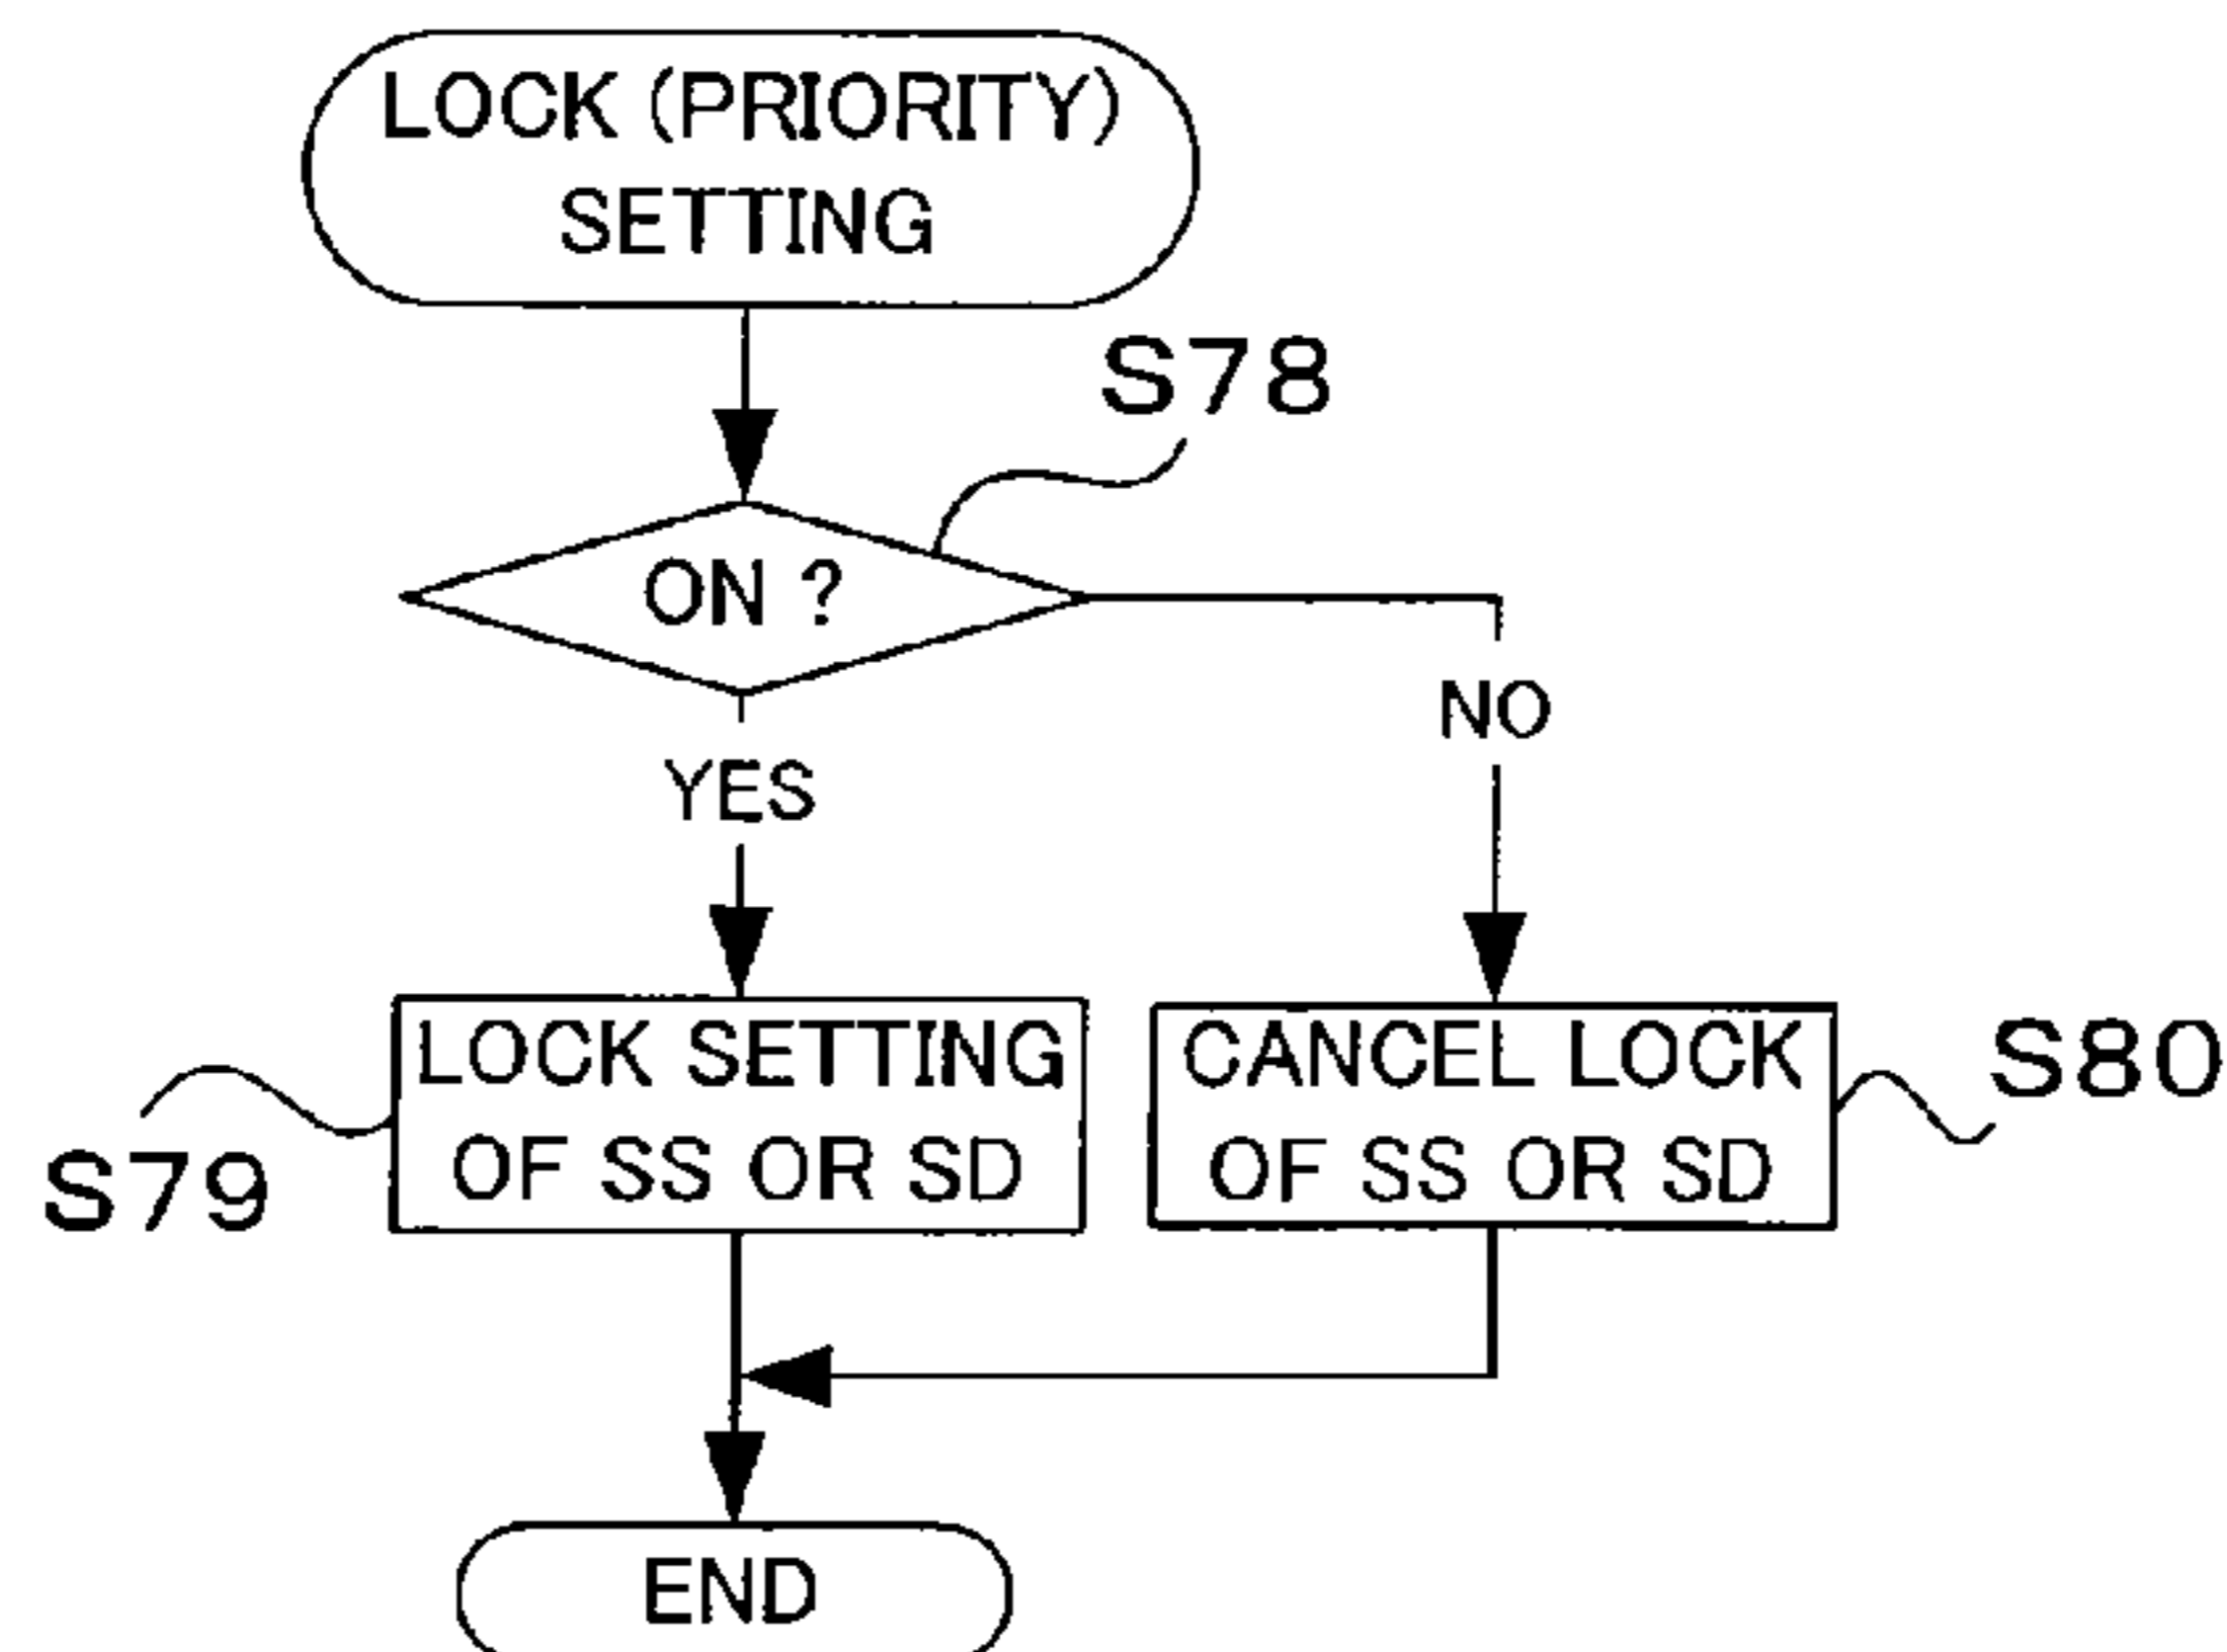 LOCK (PRIORITY)
SETTING
S78
ON ?
NO
YES
LOCK SETTING
OF SS OR SD
S79
CANCEL LOCK
OF SS OR SD
S80
END